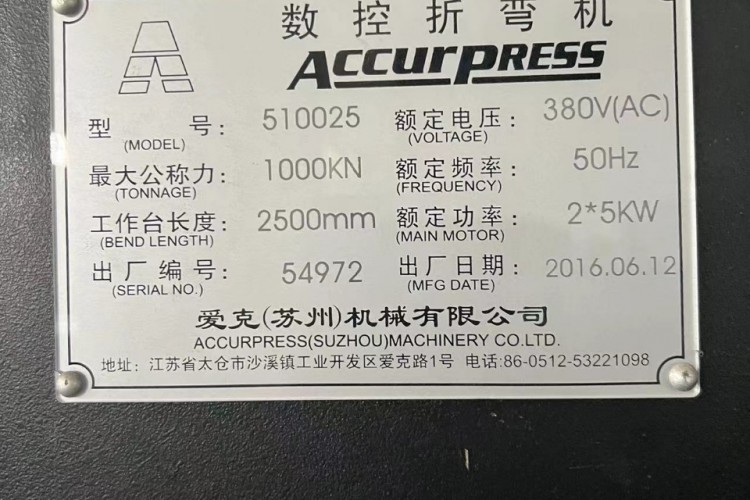 数控折弯机
ACCURPRESS
型号：510025 额定电压：380V(AC)
(MODEL) (VOLTAGE)
最大公称力：1000KN 额定频率：50Hz
(TONNAGE) (FREQUENCY)
工作台长度：2500mm 额定功率：2*5KW
(BEND LENGTH) (MAIN MOTOR)
出厂编号：54972 出厂日期：2016.06.12
(SERIAL NO.) (MFG DATE)
爱克(苏州)机械有限公司
ACCURPRESS(SUZHOU)MACHINERY CO.LTD.
地址：江苏省太仓市沙溪镇工业开发区爱克路1号 电话:86-0512-53221098